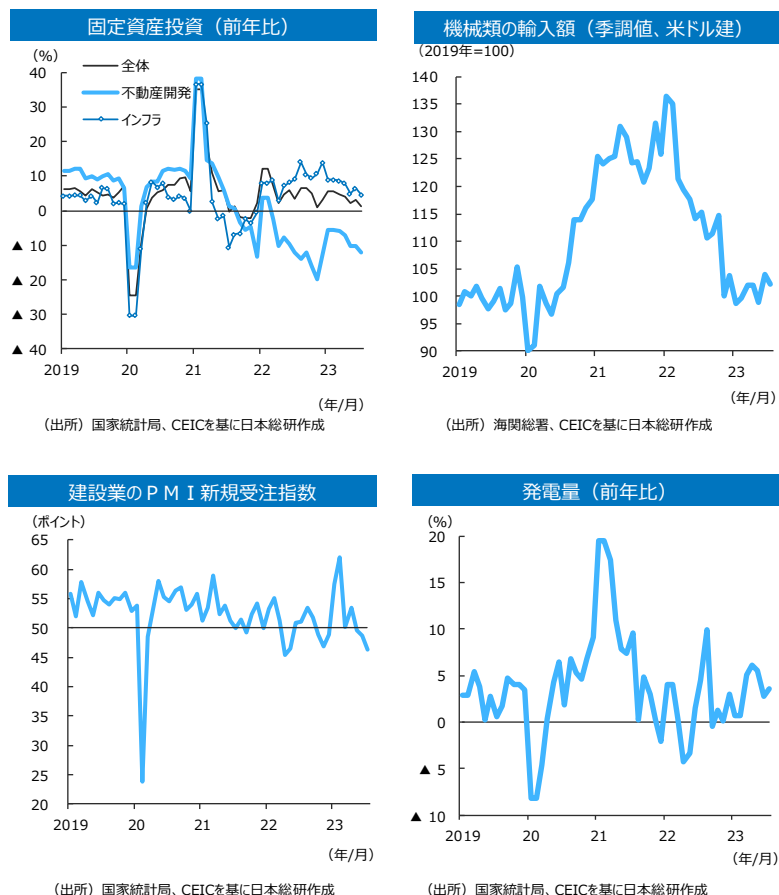 固定資産投資（前年比）
(%)
全体
不動産開発
インフラ
40
30
20
10
0
▲ 10
▲ 20
▲ 30
▲ 40
2019 20 21 22 23
(年/月)
（出所）国家統計局、CEICを基に日本総研作成
機械類の輸入額（季調値、米ドル建）
(2019年=100)
140
135
130
125
120
115
110
105
100
95
90
2019 20 21 22 23
(年/月)
（出所）海関総署、CEICを基に日本総研作成
建設業のＰＭＩ新規受注指数
(ポイント)
65
60
55
50
45
40
35
30
25
20
2019 20 21 22 23
(年/月)
（出所）国家統計局、CEICを基に日本総研作成
発電量（前年比）
(%)
20
15
10
5
0
▲ 5
▲ 10
2019 20 21 22 23
(年/月)
（出所）国家統計局、CEICを基に日本総研作成